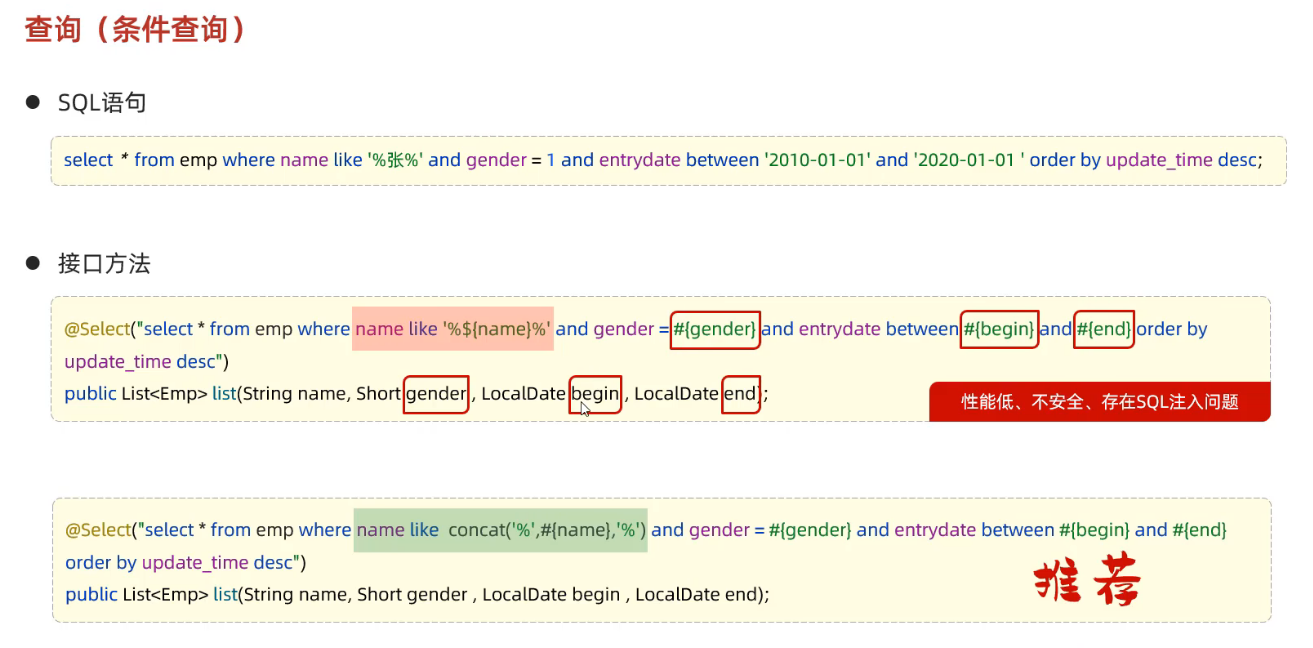 查询（条件查询）
SQL语句
select * from emp where name like '%张%' and gender = 1 and entrydate between '2010-01-01' and '2020-01-01 ' order by update_time desc;
接口方法
@Select("select * from emp where name like '%${name}%' and gender = #{gender} and entrydate between #{begin} and #{end} order by
update_time desc")
public List<Emp> list(String name, Short gender , LocalDate begin , LocalDate end);
性能低、不安全、存在SQL注入问题
@Select("select * from emp where name like concat('%',#{name},'%') and gender = #{gender} and entrydate between #{begin} and #{end}
order by update_time desc")
public List<Emp> list(String name, Short gender , LocalDate begin , LocalDate end);
推荐